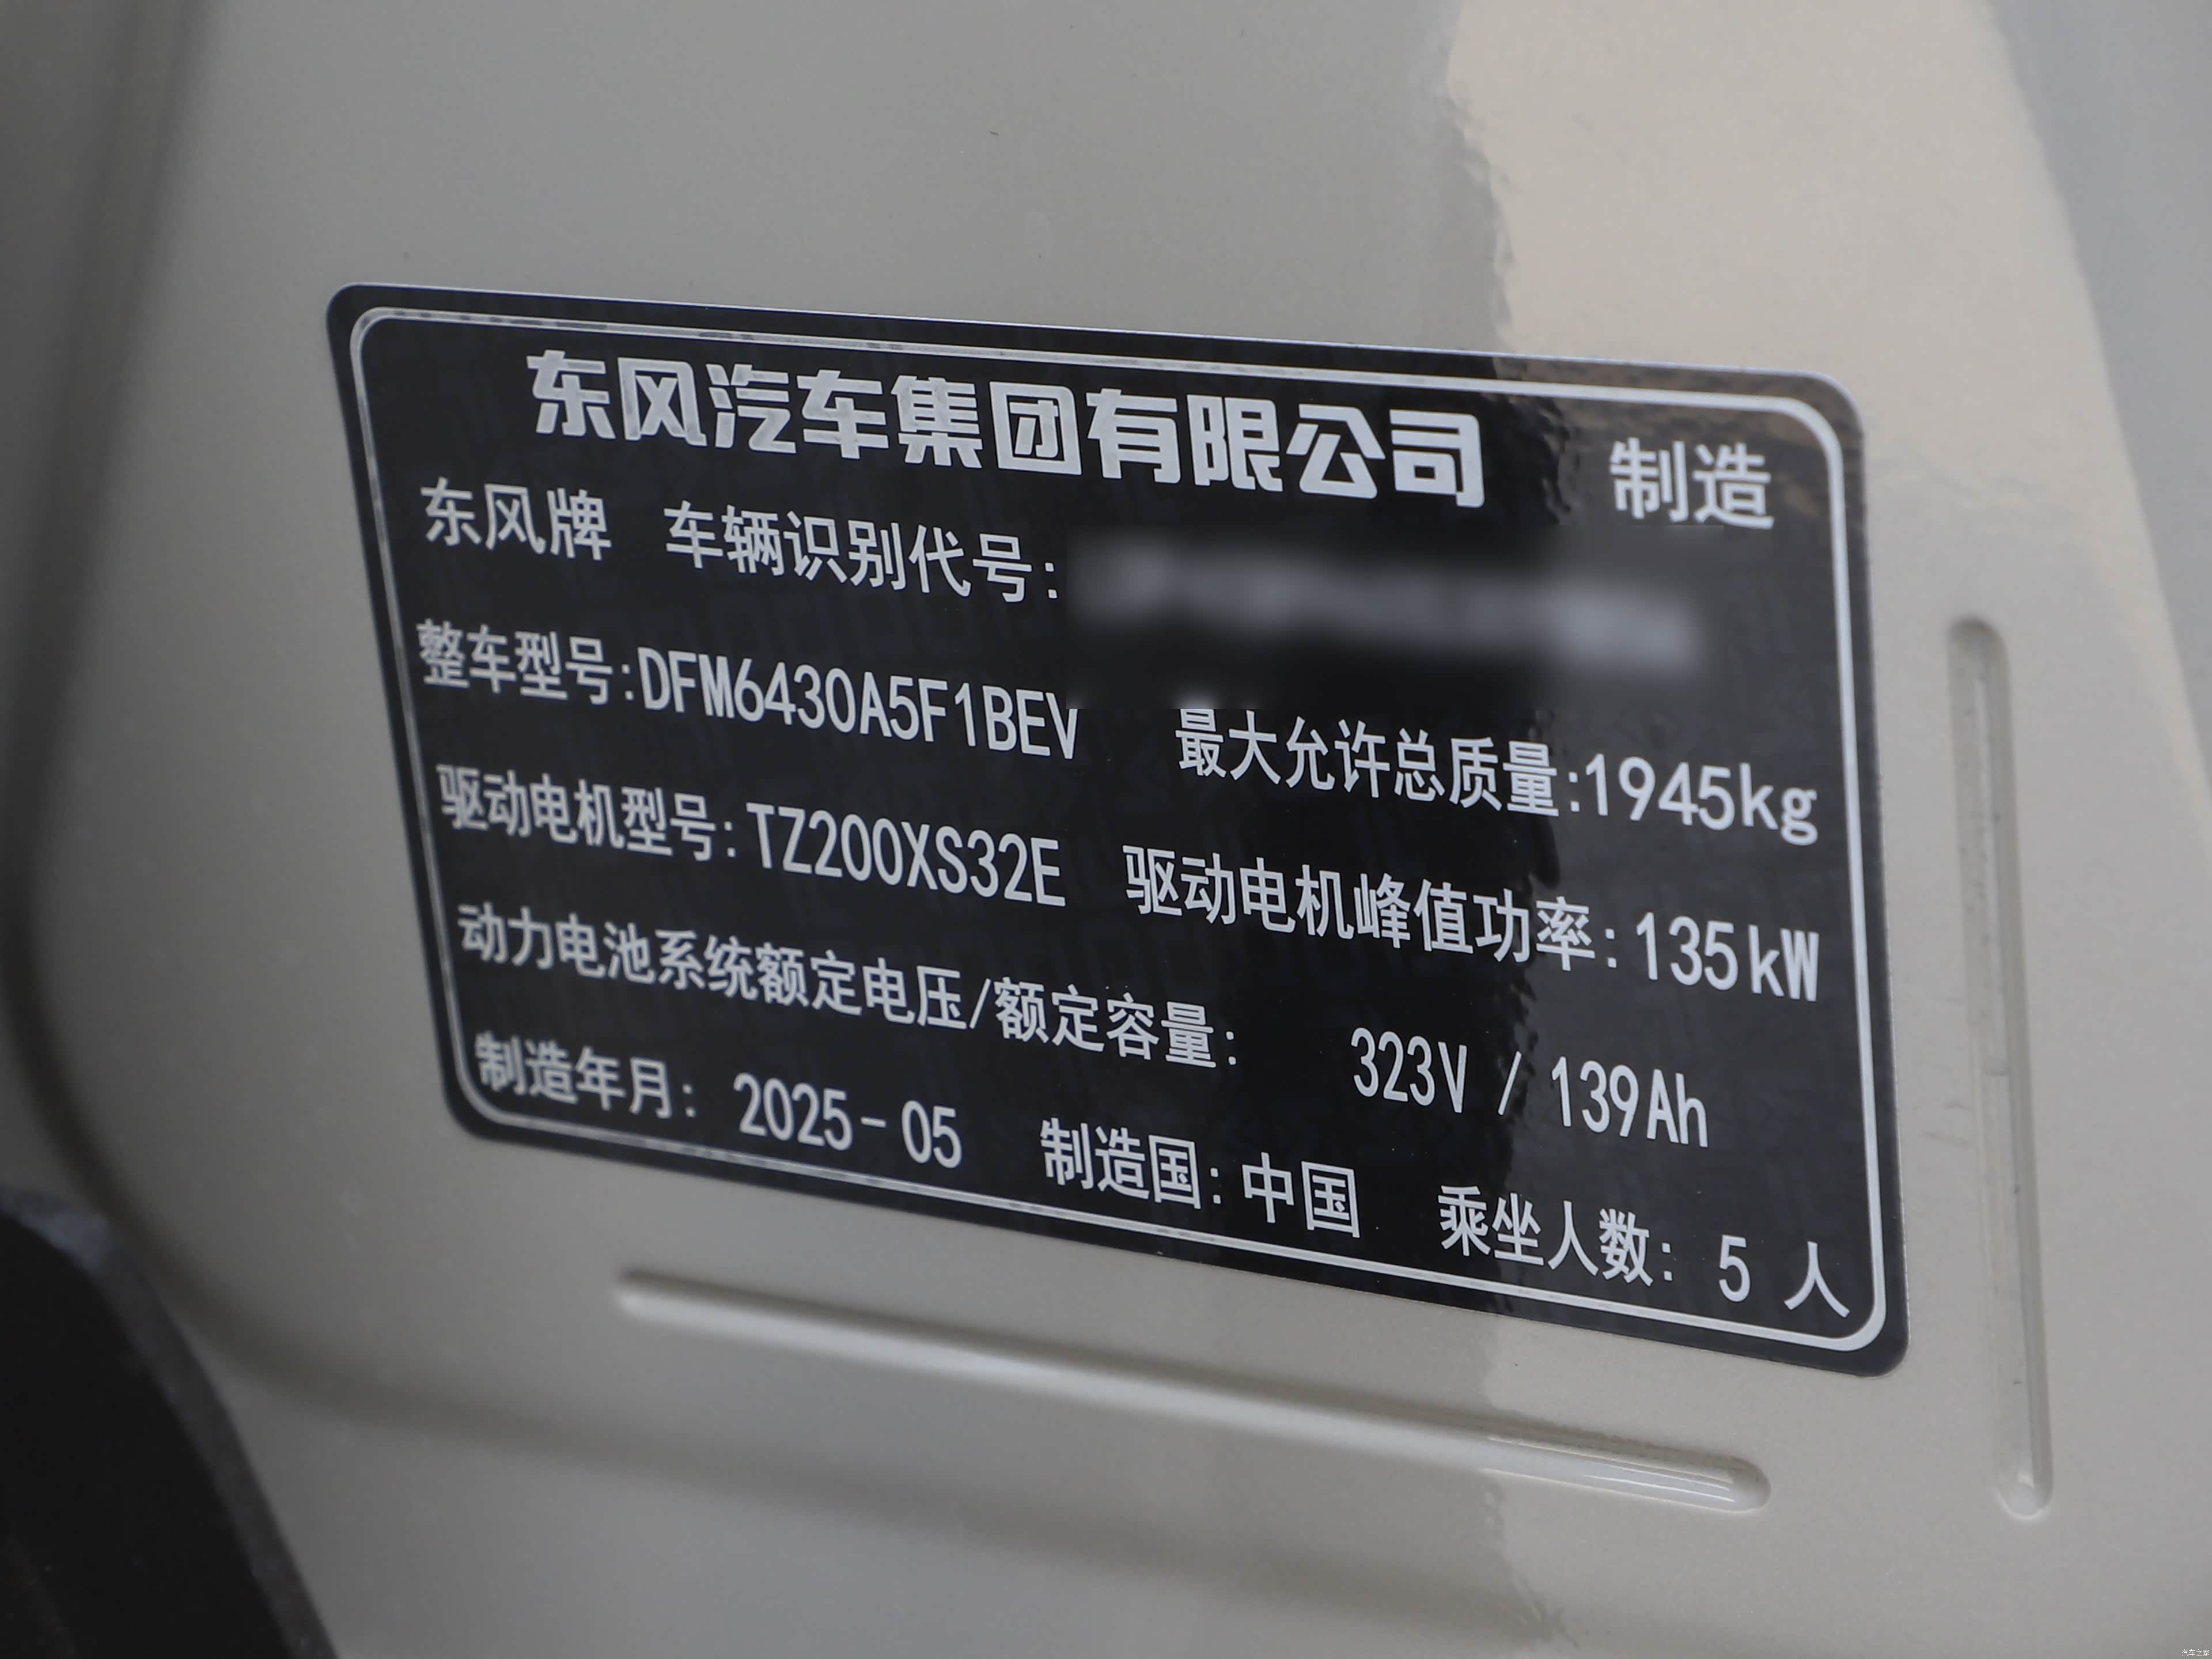 东风汽车集团有限公司 制造
东风牌 车辆识别代号:
整车型号:DFM6430A5F1BEV 最大允许总质量:1945kg
驱动电机型号:TZ200XS32E 驱动电机峰值功率:135kW
动力电池系统额定电压/额定容量: 323V / 139Ah
制造年月: 2025-05 制造国:中国 乘坐人数: 5 人
汽车之家